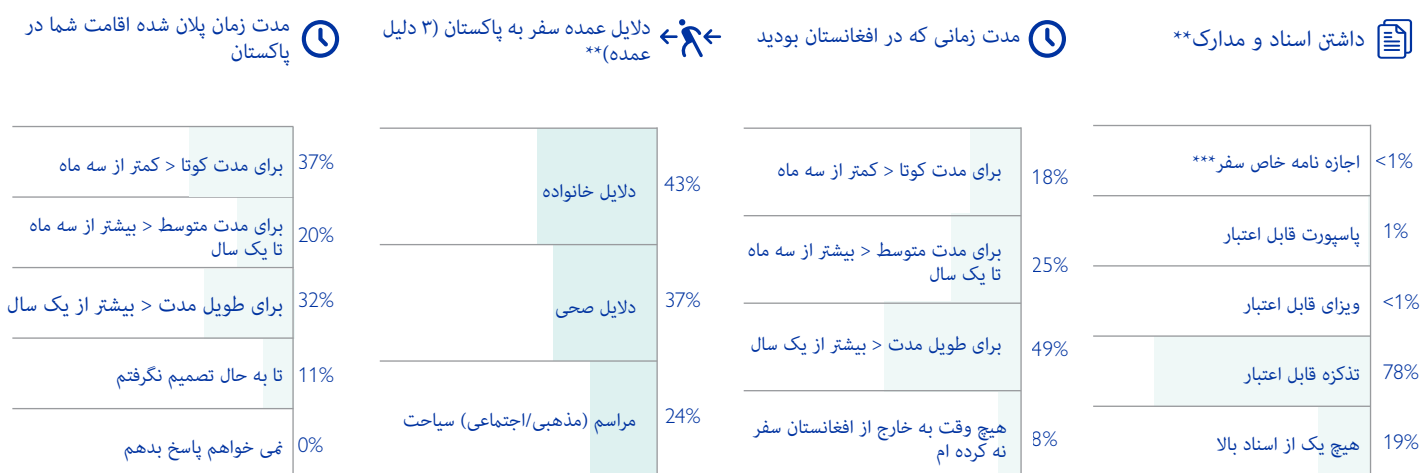 داشتن اسناد و مدارک**
<1% اجازه نامه خاص سفر***
1% پاسپورت قابل اعتبار
<1% ویزای قابل اعتبار
78% تذکره قابل اعتبار
19% هیچ یک از اسناد بالا
مدت زمانی که در افغانستان بودید
18% برای مدت کوتا < کمتر از سه ماه
25% برای مدت متوسط < بیشتر از سه ماه
تا یک سال
49% برای طویل مدت < بیشتر از یک سال
8% هیچ وقت به خارج از افغانستان سفر
نه کرده ام
دلایل عمده سفر به پاکستان (۳ دلیل
عمده)**
43% دلایل خانواده
37% دلایل صحی
24% مراسم (مذهبی/اجتماعی) سیاحت
مدت زمان پلان شده اقامت شما در
پاکستان
37% برای مدت کوتا < کمتر از سه ماه
20% برای مدت متوسط < بیشتر از سه ماه
تا یک سال
32% برای طویل مدت < بیشتر از یک سال
11% تا به حال تصمیم نگرفتم
0% نمی خواهم پاسخ بدهم